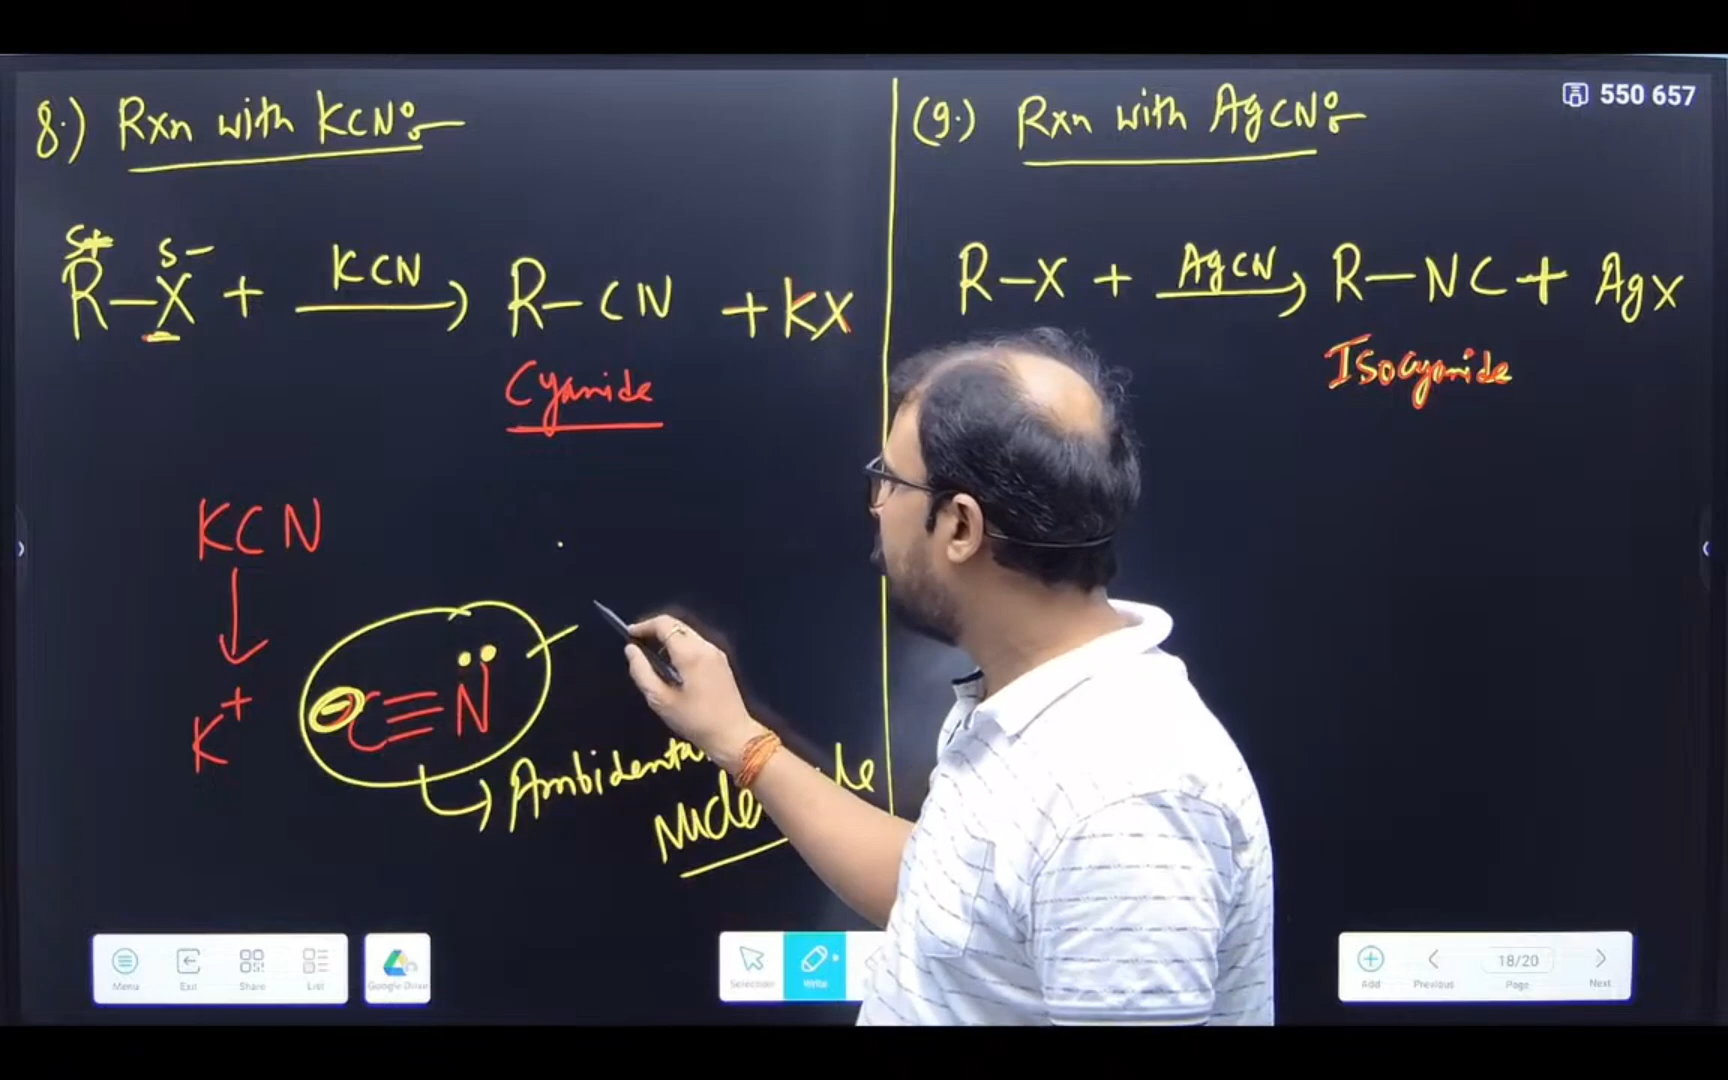 8.) Rxn with KCN:-
δ+ δ-
R-X + KCN → R-CN + KX
Cyanide
KCN
↓
K+ ⊖C≡N
Nucle
(9.) Rxn with AgCN:-
550 657
R-X + AgCN → R-NC + AgX
Isocyanide
Menu Exit Share List Google Drive
Selection Write
Add Previous 18/20 Page Next